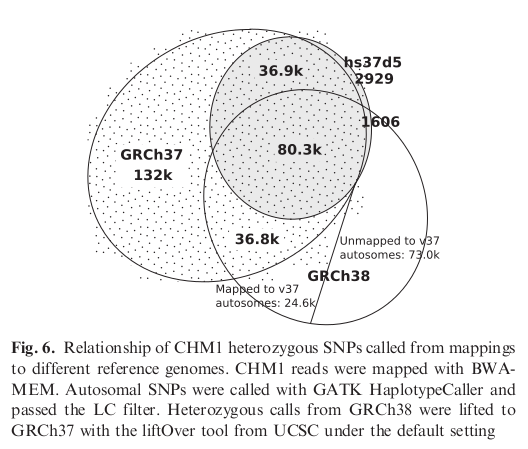 36.9k
hs37d5
2929
1606
GRCh37
132k
80.3k
36.8k
Unmapped to v37
autosomes: 73.0k
GRCh38
Mapped to v37
autosomes: 24.6k
Fig. 6. Relationship of CHM1 heterozygous SNPs called from mappings
to different reference genomes. CHM1 reads were mapped with BWA-
MEM. Autosomal SNPs were called with GATK HaplotypeCaller and
passed the LC filter. Heterozygous calls from GRCh38 were lifted to
GRCh37 with the liftOver tool from UCSC under the default setting